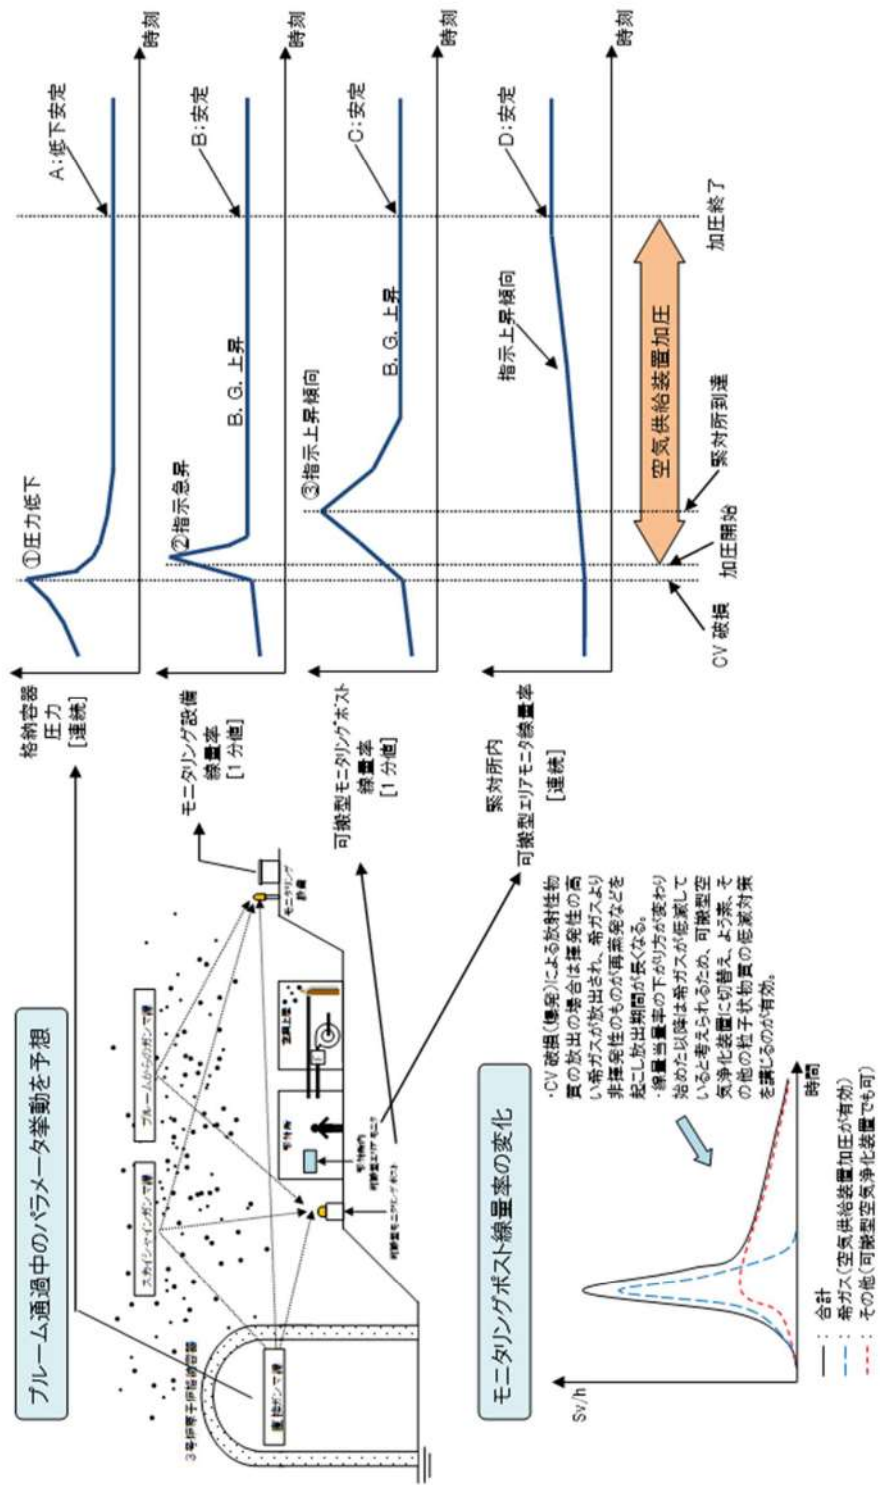 プルーム通過中のパラメータ挙動を予想
スカイシャインガンマ線
プルームからのガンマ線
3号炉原子炉格納容器
直接ガンマ線
緊対所
緊対所内
可搬型エリアモニタ
可搬型モニタリングポスト
モニタリング
設備
格納容器
圧力
[連続]
①圧力低下
A:低下安定
時刻
モニタリング設備
線量率
[1分値]
②指示急昇
B. G. 上昇
B:安定
時刻
可搬型モニタリングポスト
線量率
[1分値]
③指示上昇傾向
B. G. 上昇
C:安定
時刻
緊対所内
可搬型エリアモニタ線量率
[連続]
指示上昇傾向
D:安定
時刻
空気供給装置加圧
CV破損
加圧開始
緊対所到達
加圧終了
モニタリングポスト線量率の変化
Sv/h
時間
:合計
:希ガス(空気供給装置加圧が有効)
:その他(可搬型空気浄化装置でも可)
・CV破損(爆発)による放射性物
質の放出の場合は揮発性の高
い希ガスが放出され、希ガスより
非揮発性のものが再蒸発などを
起こし放出期間が長くなる。
・線量当量率の下がり方が変わり
始めた以降は希ガスが低減して
いると考えられるため、可搬型空
気浄化装置に切替え、よう素、そ
の他の粒子状物質の低減対策
を講じるのが有効。